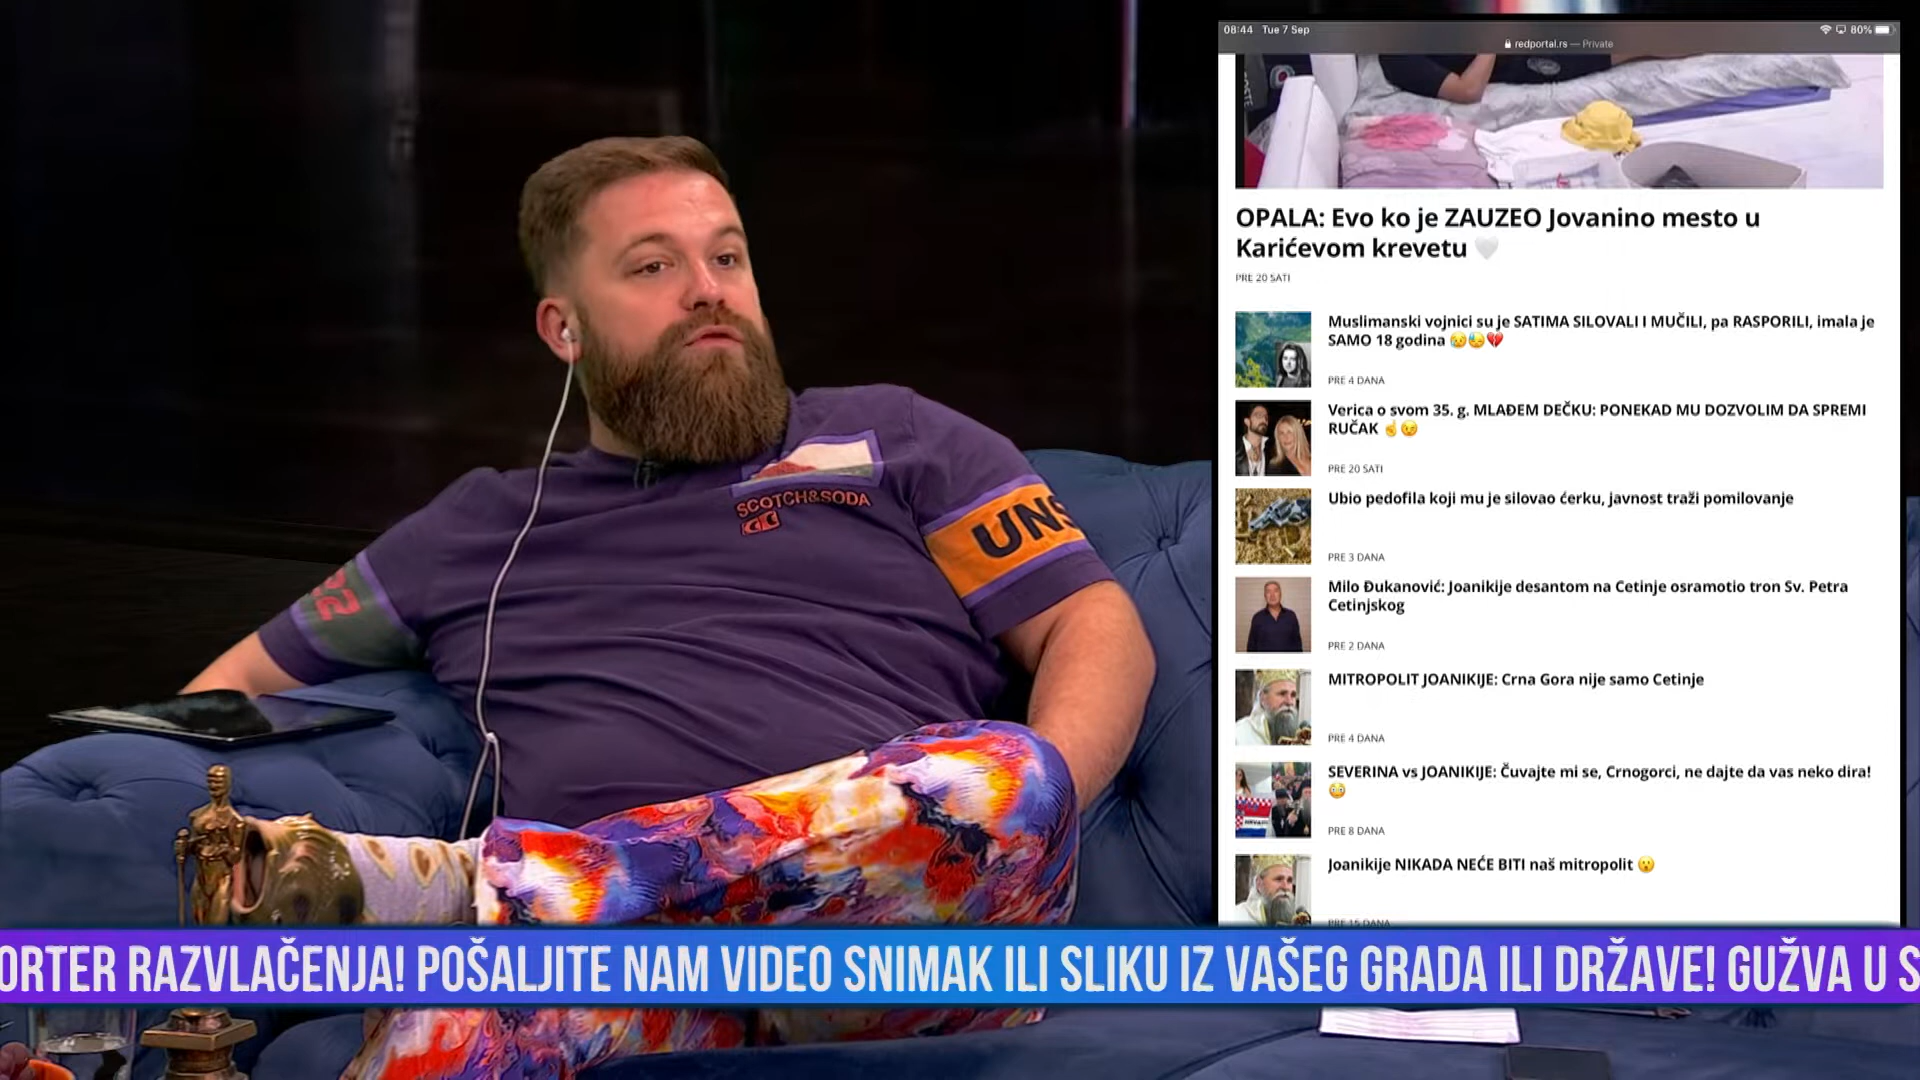 08:44 Tue 7 Sep
80%
redportal.rs — Private
OPALA: Evo ko je ZAUZEO Jovanino mesto u
Karićevom krevetu 🤍
PRE 20 SATI
Muslimanski vojnici su je SATIMA SILOVALI I MUČILI, pa RASPORILI, imala je
SAMO 18 godina 😥😓💔
PRE 4 DANA
Verica o svom 35. g. MLAĐEM DEČKU: PONEKAD MU DOZVOLIM DA SPREMI
RUČAK ☝😉
PRE 20 SATI
Ubio pedofila koji mu je silovao ćerku, javnost traži pomilovanje
PRE 3 DANA
Milo Đukanović: Joanikije desantom na Cetinje osramotio tron Sv. Petra
Cetinjskog
PRE 2 DANA
MITROPOLIT JOANIKIJE: Crna Gora nije samo Cetinje
PRE 4 DANA
SEVERINA vs JOANIKIJE: Čuvajte mi se, Crnogorci, ne dajte da vas neko dira!
😳
PRE 8 DANA
Joanikije NIKADA NEĆE BITI naš mitropolit 😮
PRE 15 DANA
SCOTCH&SODA
UNS
22
ORTER RAZVLAČENJA! POŠALJITE NAM VIDEO SNIMAK ILI SLIKU IZ VAŠEG GRADA ILI DRŽAVE! GUŽVA U S